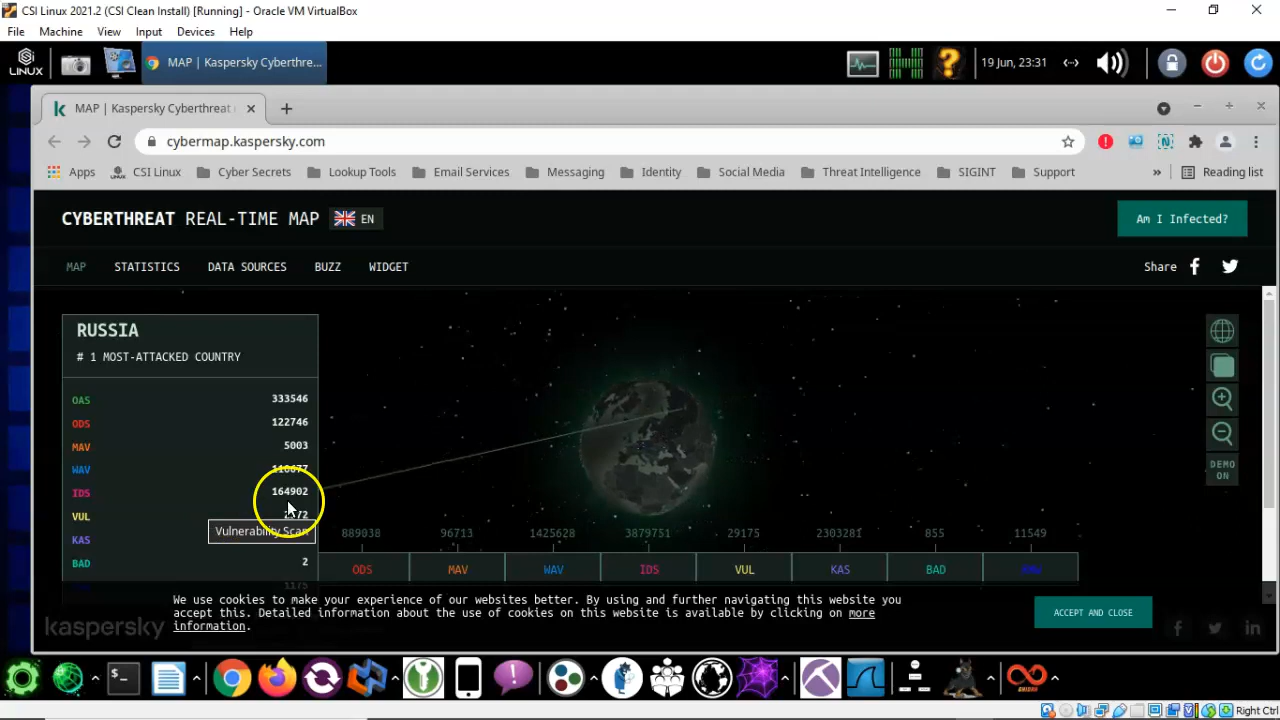 CSI Linux 2021.2 (CSI Clean Install) [Running] - Oracle VM VirtualBox
File Machine View Input Devices Help
LINUX
MAP | Kaspersky Cyberthre...
19 Jun, 23:31
MAP | Kaspersky Cyberthreat
cybermap.kaspersky.com
Apps CSI Linux Cyber Secrets Lookup Tools Email Services Messaging Identity Social Media Threat Intelligence SIGINT Support » Reading list
CYBERTHREAT REAL-TIME MAP EN
Am I Infected?
MAP STATISTICS DATA SOURCES BUZZ WIDGET
Share
RUSSIA
# 1 MOST-ATTACKED COUNTRY
OAS 333546
ODS 122746
MAV 5003
WAV
IDS 164902
VUL
Vulnerability Scan
KAS
BAD 2
1175
DEMO
ON
889038 96713 1425628 3879751 29175 2303281 855 11549
ODS MAV WAV IDS VUL KAS BAD RMW
We use cookies to make your experience of our websites better. By using and further navigating this website you
accept this. Detailed information about the use of cookies on this website is available by clicking on more
information.
ACCEPT AND CLOSE
kaspersky
Right Ctrl